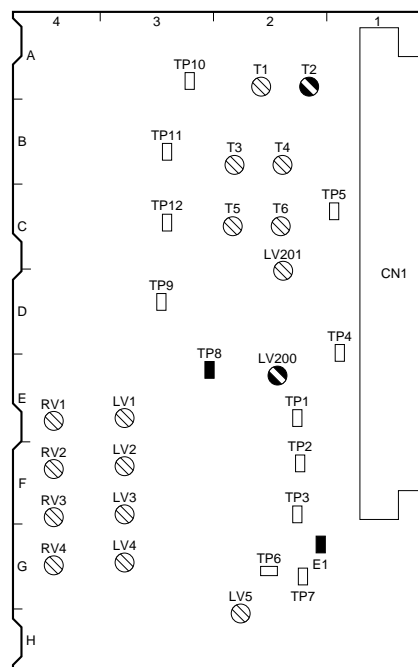 4 3 2 1
A
TP10 T1 T2
B
TP11 T3 T4
TP12 T5 T6 TP5
C
LV201
CN1
TP9
D
TP4
TP8 LV200
E
RV1 LV1 TP1
RV2 LV2 TP2
F
RV3 LV3 TP3
RV4 LV4
G
TP6 E1
TP7
LV5
H